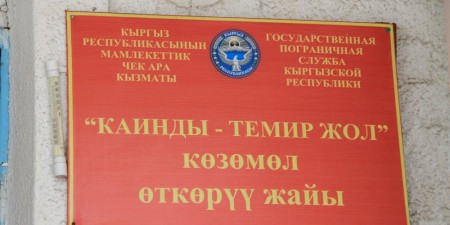 КЫРГЫЗ
РЕСПУБЛИКАСЫНЫН
МАМЛЕКЕТТИК
ЧЕК АРА
КЫЗМАТЫ
ГОСУДАРСТВЕННАЯ
ПОГРАНИЧНАЯ
СЛУЖБА
КЫРГЫЗСКОЙ
РЕСПУБЛИКИ
“КАИНДЫ - ТЕМИР ЖОЛ”
көзөмөл
өткөрүү жайы